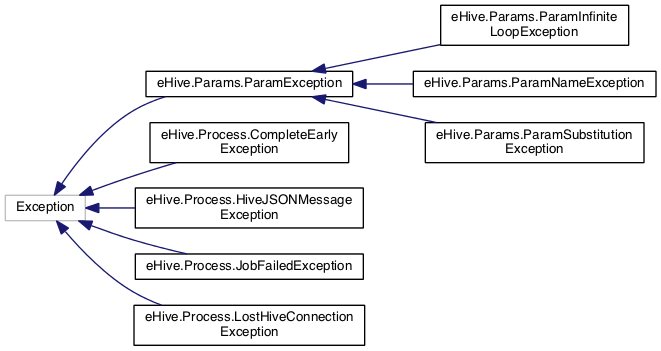 eHive.Params.ParamInfinite
LoopException
eHive.Params.ParamException
eHive.Params.ParamNameException
eHive.Process.CompleteEarly
Exception
eHive.Params.ParamSubstitution
Exception
Exception
eHive.Process.HiveJSONMessage
Exception
eHive.Process.JobFailedException
eHive.Process.LostHiveConnection
Exception